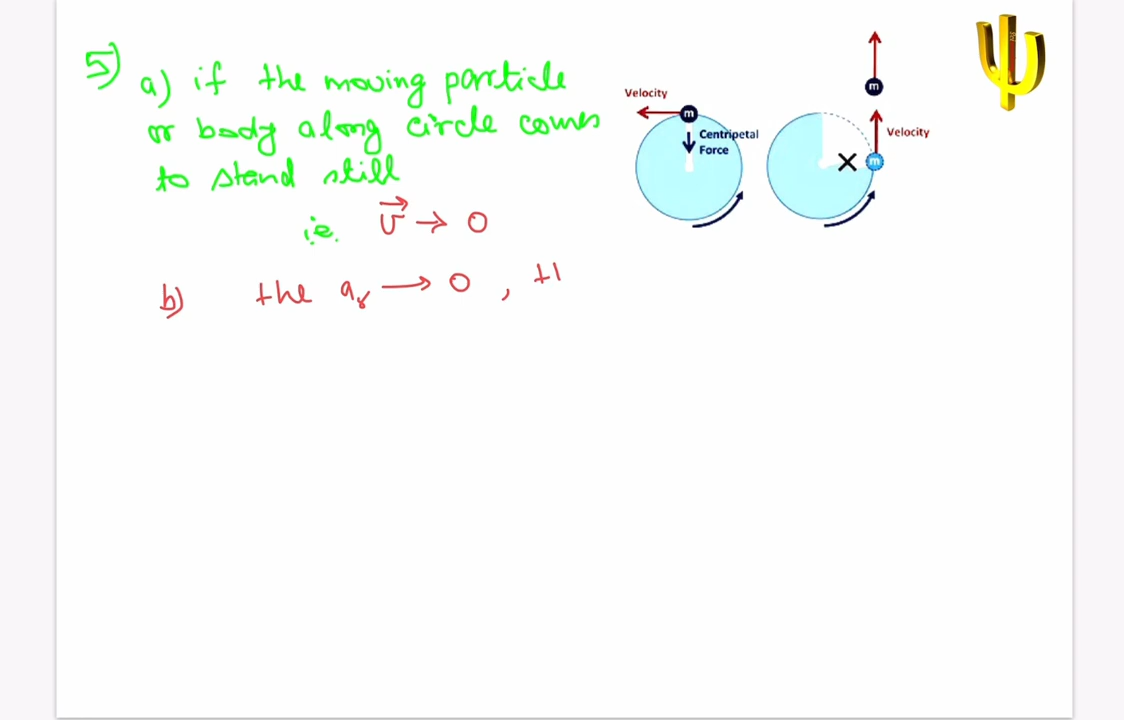 5) a) if the moving particle
or body along circle comes
to stand still
i.e. v → 0
b) the aᵣ → 0 , th
Velocity
m
Centripetal
Force
m
Velocity
m